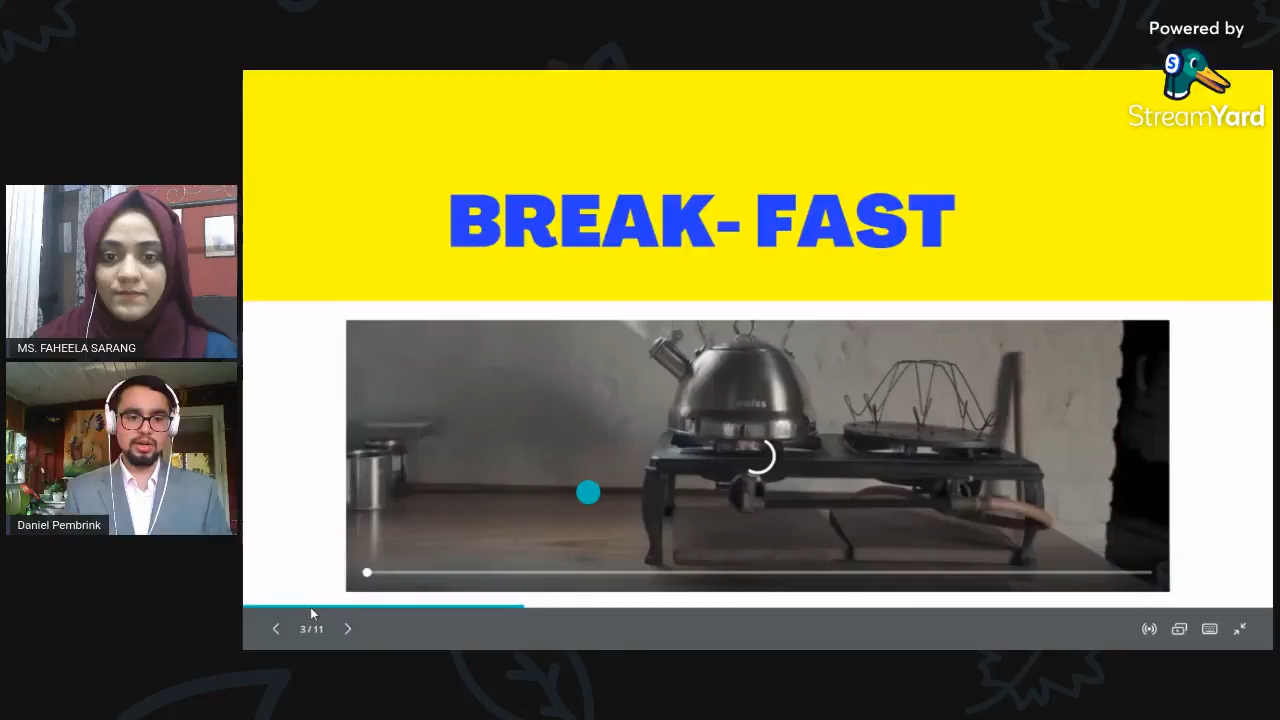 Powered by
S
StreamYard
BREAK- FAST
MS. FAHEELA SARANG
Daniel Pembrink
3 / 11